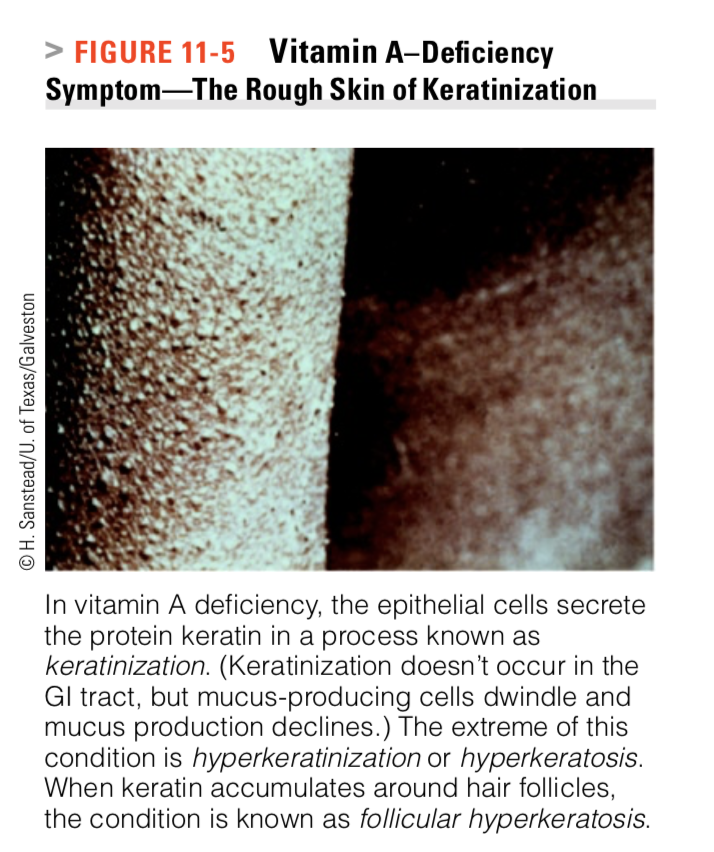 > FIGURE 11-5 Vitamin A–Deficiency
Symptom—The Rough Skin of Keratinization
© H. Sanstead/U. of Texas/Galveston
In vitamin A deficiency, the epithelial cells secrete
the protein keratin in a process known as
keratinization. (Keratinization doesn't occur in the
GI tract, but mucus-producing cells dwindle and
mucus production declines.) The extreme of this
condition is hyperkeratinization or hyperkeratosis.
When keratin accumulates around hair follicles,
the condition is known as follicular hyperkeratosis.